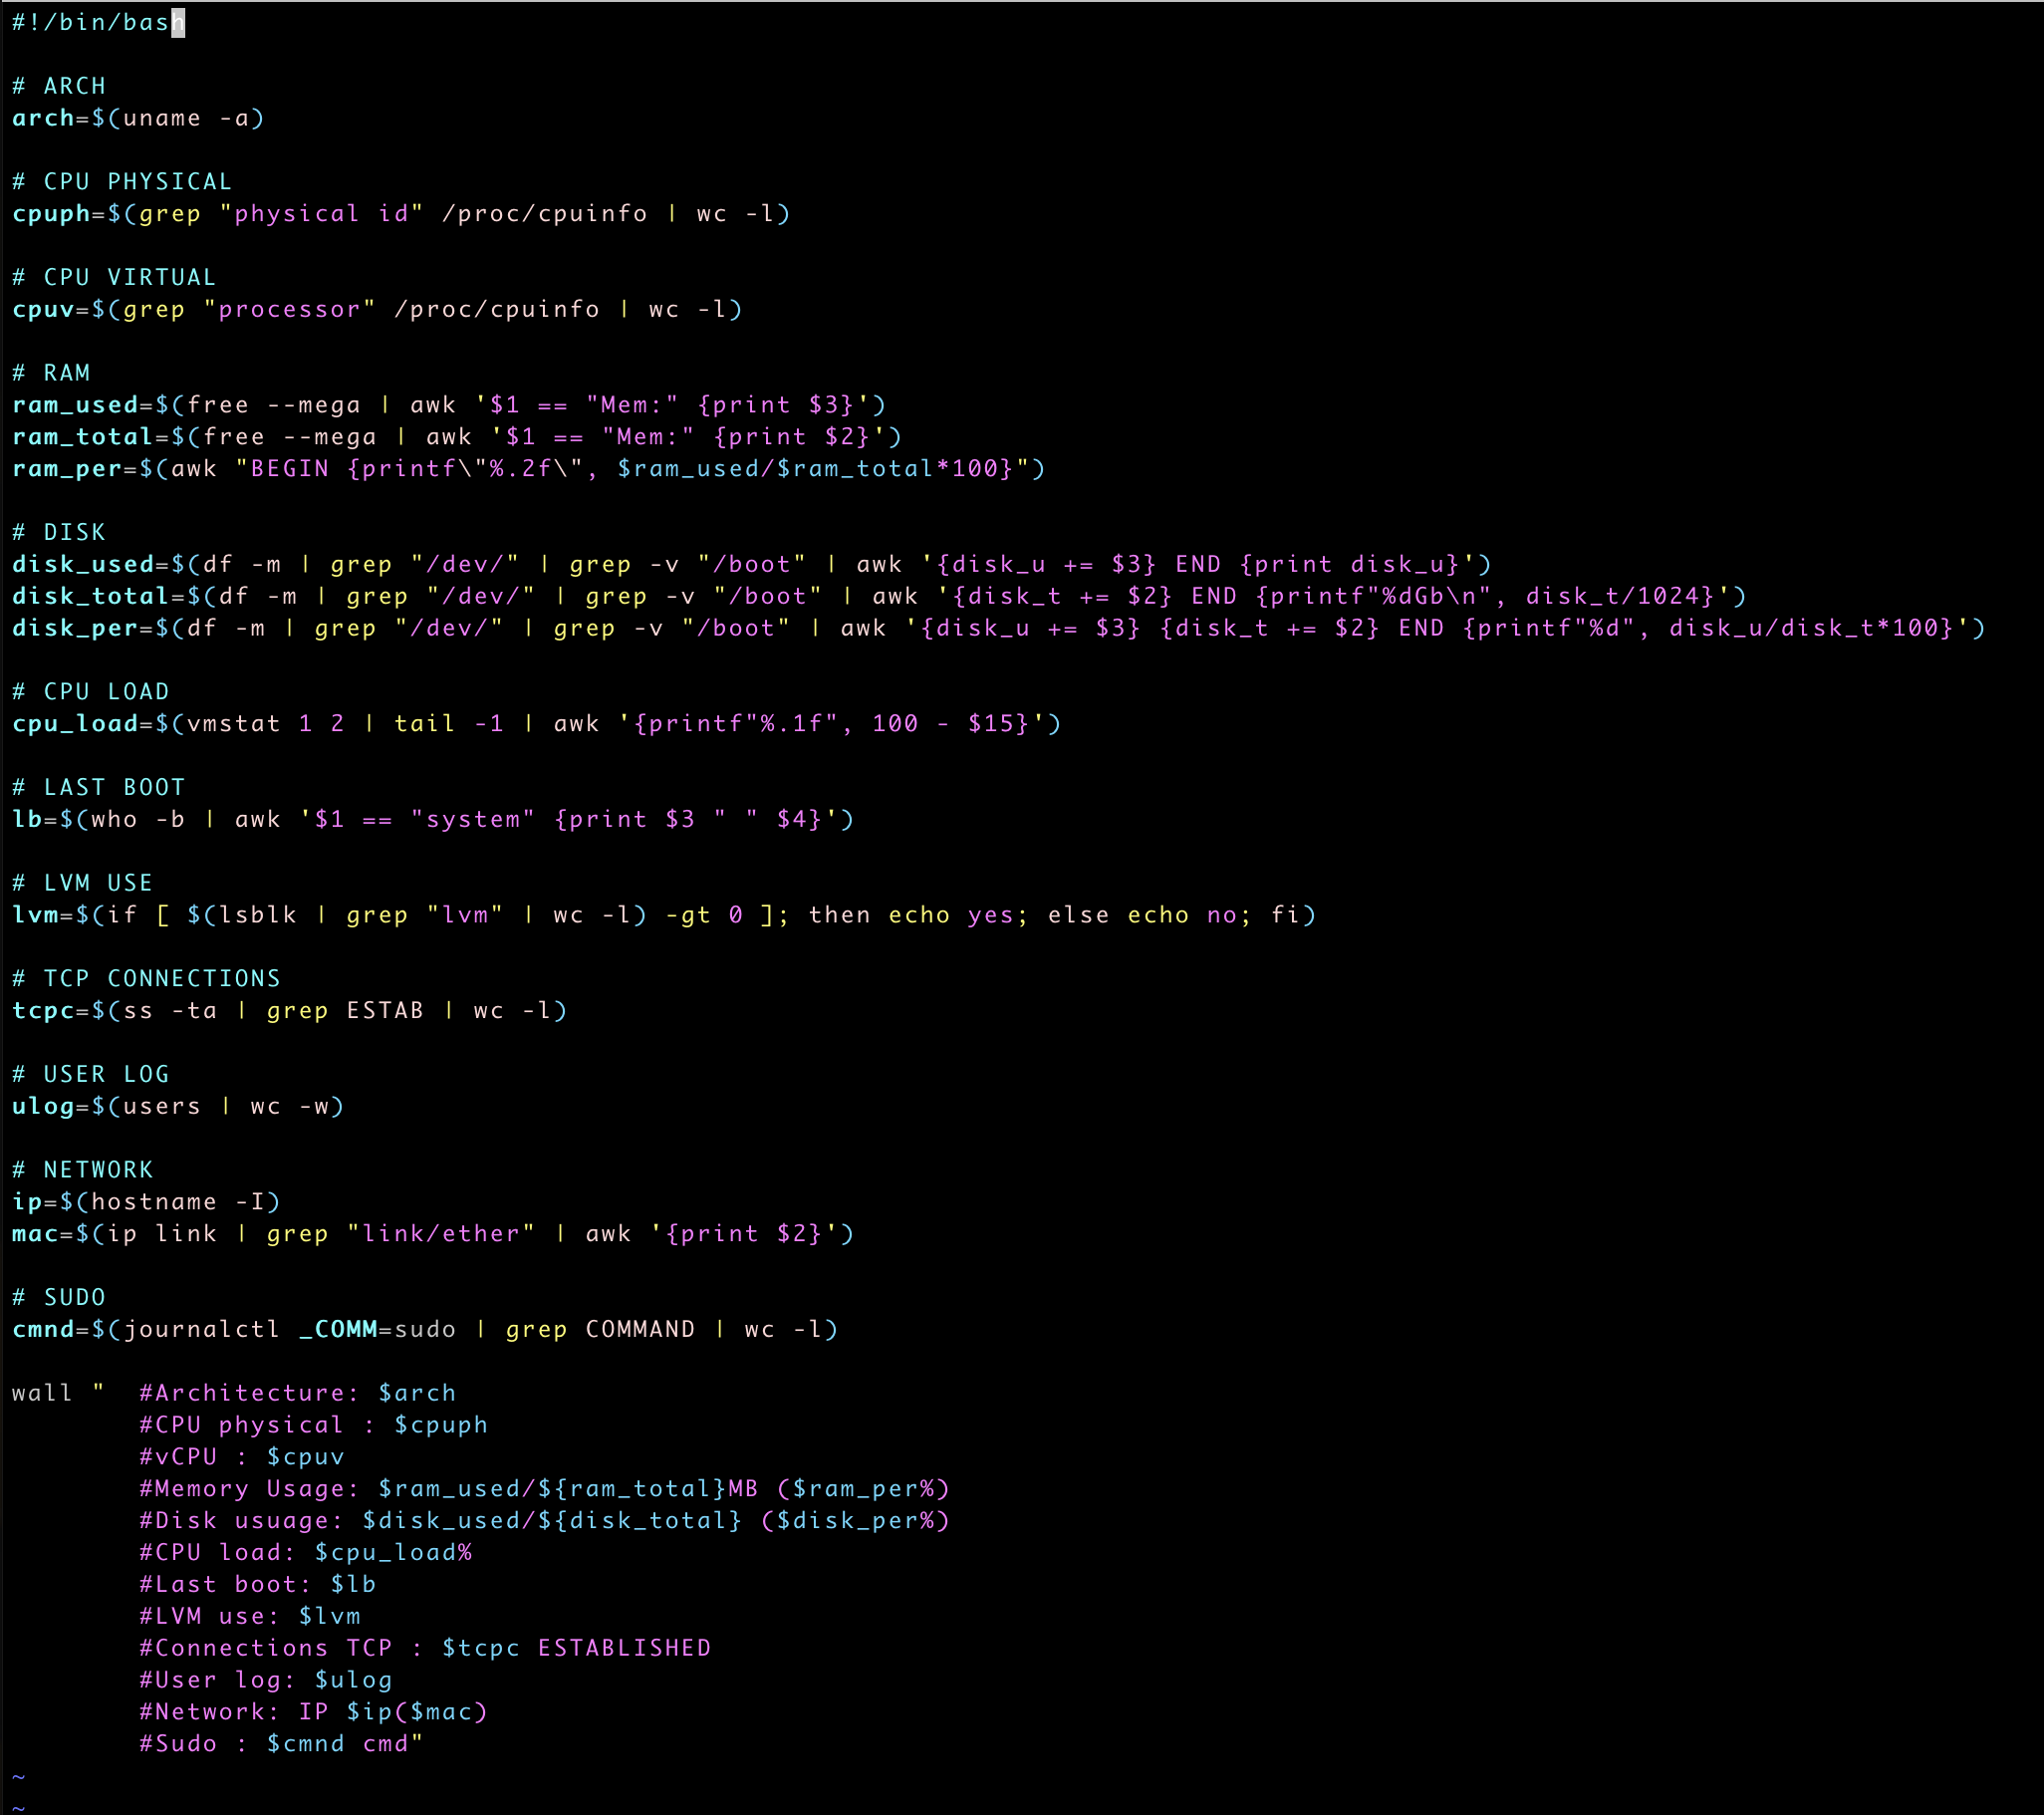 #!/bin/bash
# ARCH
arch=$(uname -a)
# CPU PHYSICAL
cpuph=$(grep "physical id" /proc/cpuinfo | wc -l)
# CPU VIRTUAL
cpuv=$(grep "processor" /proc/cpuinfo | wc -l)
# RAM
ram_used=$(free --mega | awk '$1 == "Mem:" {print $3}')
ram_total=$(free --mega | awk '$1 == "Mem:" {print $2}')
ram_per=$(awk "BEGIN {printf\"%.2f\", $ram_used/$ram_total*100}")
# DISK
disk_used=$(df -m | grep "/dev/" | grep -v "/boot" | awk '{disk_u += $3} END {print disk_u}')
disk_total=$(df -m | grep "/dev/" | grep -v "/boot" | awk '{disk_t += $2} END {printf"%dGb\n", disk_t/1024}')
disk_per=$(df -m | grep "/dev/" | grep -v "/boot" | awk '{disk_u += $3} {disk_t += $2} END {printf"%d", disk_u/disk_t*100}')
# CPU LOAD
cpu_load=$(vmstat 1 2 | tail -1 | awk '{printf"%.1f", 100 - $15}')
# LAST BOOT
lb=$(who -b | awk '$1 == "system" {print $3 " " $4}')
# LVM USE
lvm=$(if [ $(lsblk | grep "lvm" | wc -l) -gt 0 ]; then echo yes; else echo no; fi)
# TCP CONNECTIONS
tcpc=$(ss -ta | grep ESTAB | wc -l)
# USER LOG
ulog=$(users | wc -w)
# NETWORK
ip=$(hostname -I)
mac=$(ip link | grep "link/ether" | awk '{print $2}')
# SUDO
cmnd=$(journalctl _COMM=sudo | grep COMMAND | wc -l)
wall "  #Architecture: $arch
        #CPU physical : $cpuph
        #vCPU : $cpuv
        #Memory Usage: $ram_used/${ram_total}MB ($ram_per%)
        #Disk usuage: $disk_used/${disk_total} ($disk_per%)
        #CPU load: $cpu_load%
        #Last boot: $lb
        #LVM use: $lvm
        #Connections TCP : $tcpc ESTABLISHED
        #User log: $ulog
        #Network: IP $ip($mac)
        #Sudo : $cmnd cmd"
~
~